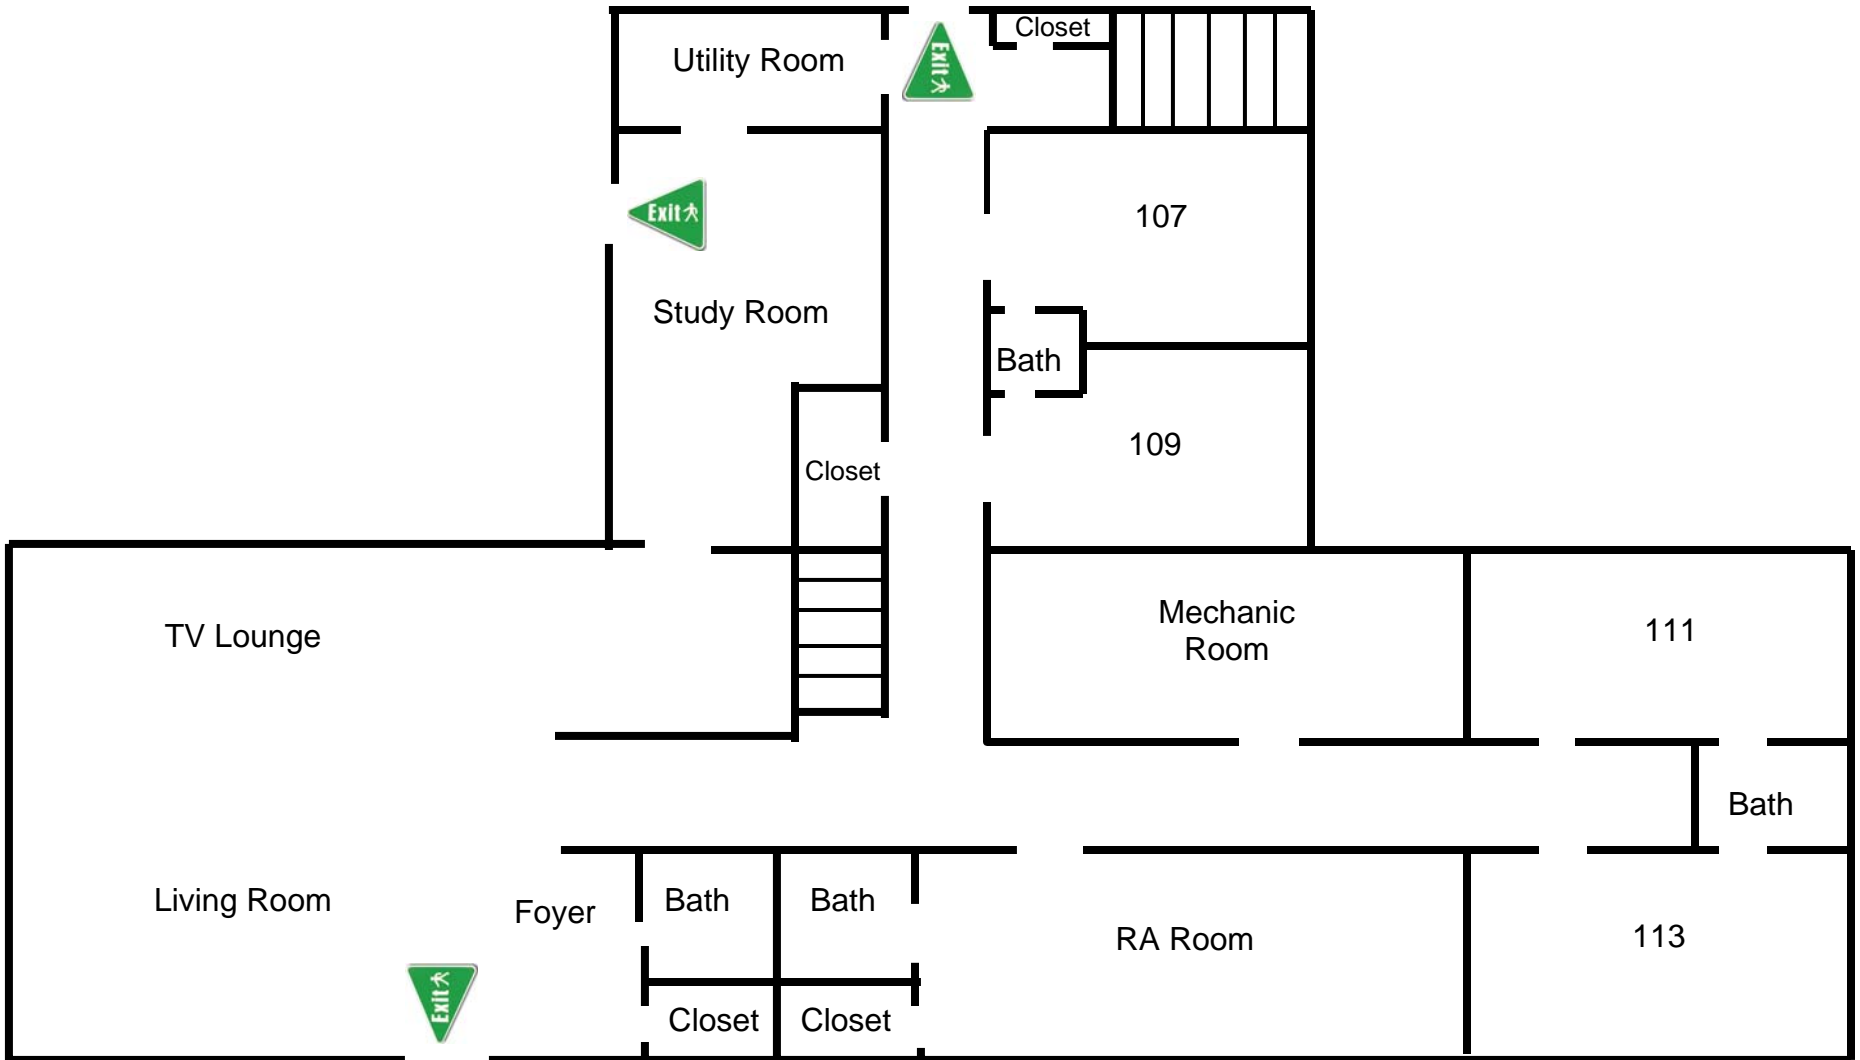 Closet
Utility Room
Exit
107
Exit
Study Room
Bath
109
Closet
Mechanic
Room
111
TV Lounge
Bath
Living Room
Foyer
Bath
Bath
RA Room
113
Exit
Closet
Closet